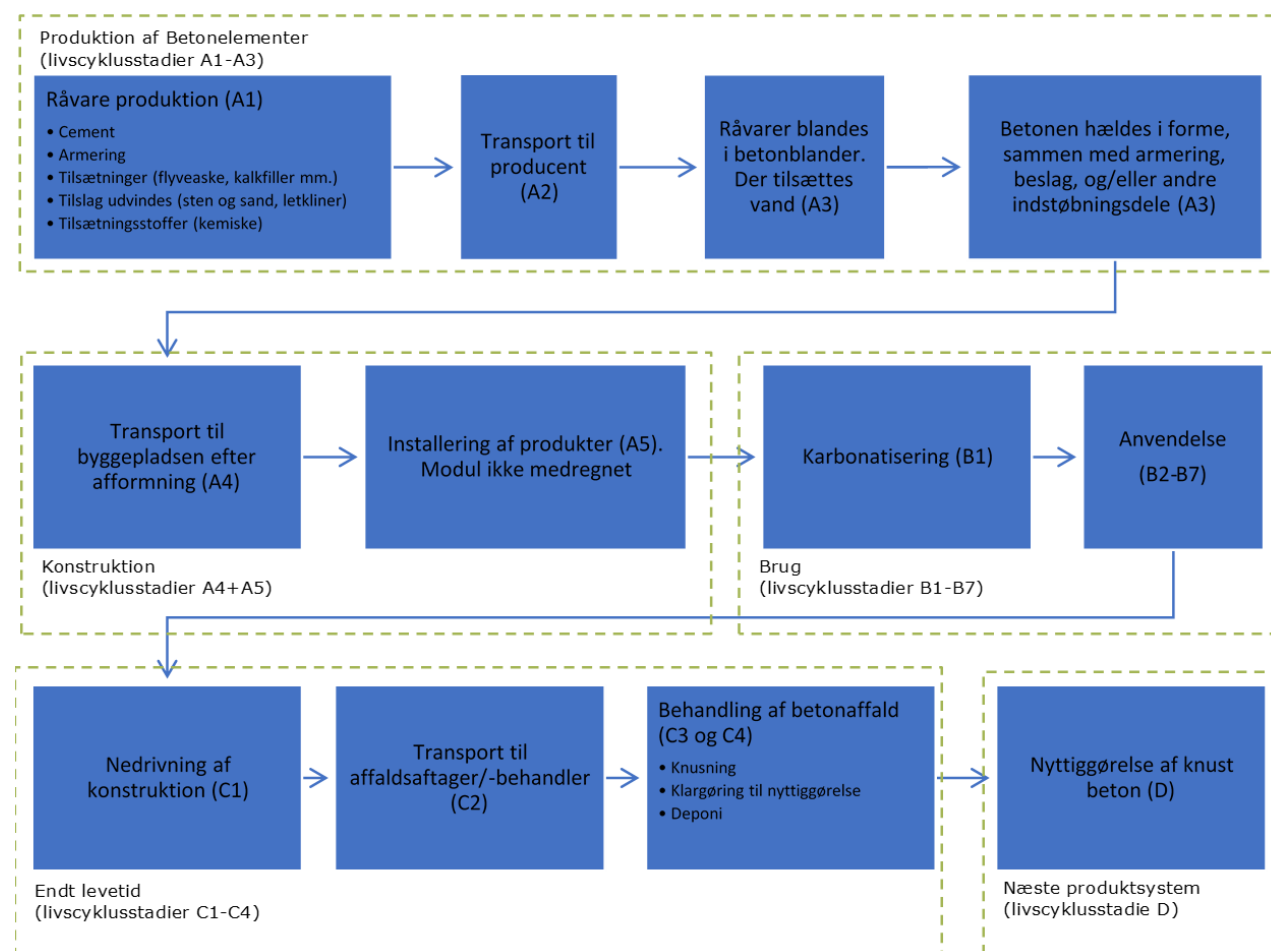 Produktion af Betonelementer
(livscyklusstadier A1-A3)
Råvare produktion (A1)
• Cement
• Armering
• Tilsætninger (flyveaske, kalkfiller mm.)
• Tilslag udvindes (sten og sand, letkliner)
• Tilsætningsstoffer (kemiske)
Transport til
producent
(A2)
Råvarer blandes
i betonblander.
Der tilsættes
vand (A3)
Betonen hældes i forme,
sammen med armering,
beslag, og/eller andre
indstøbningsdele (A3)
Transport til
byggepladsen efter
afformning (A4)
Installering af produkter (A5).
Modul ikke medregnet
Konstruktion
(livscyklusstadier A4+A5)
Karbonatisering (B1)
Anvendelse
(B2-B7)
Brug
(livscyklusstadier B1-B7)
Nedrivning af
konstruktion (C1)
Transport til
affaldsaftager/-behandler
(C2)
Behandling af betonaffald
(C3 og C4)
• Knusning
• Klargøring til nyttiggørelse
• Deponi
Endt levetid
(livscyklusstadier C1-C4)
Nyttiggørelse af knust
beton (D)
Næste produktsystem
(livscyklusstadie D)